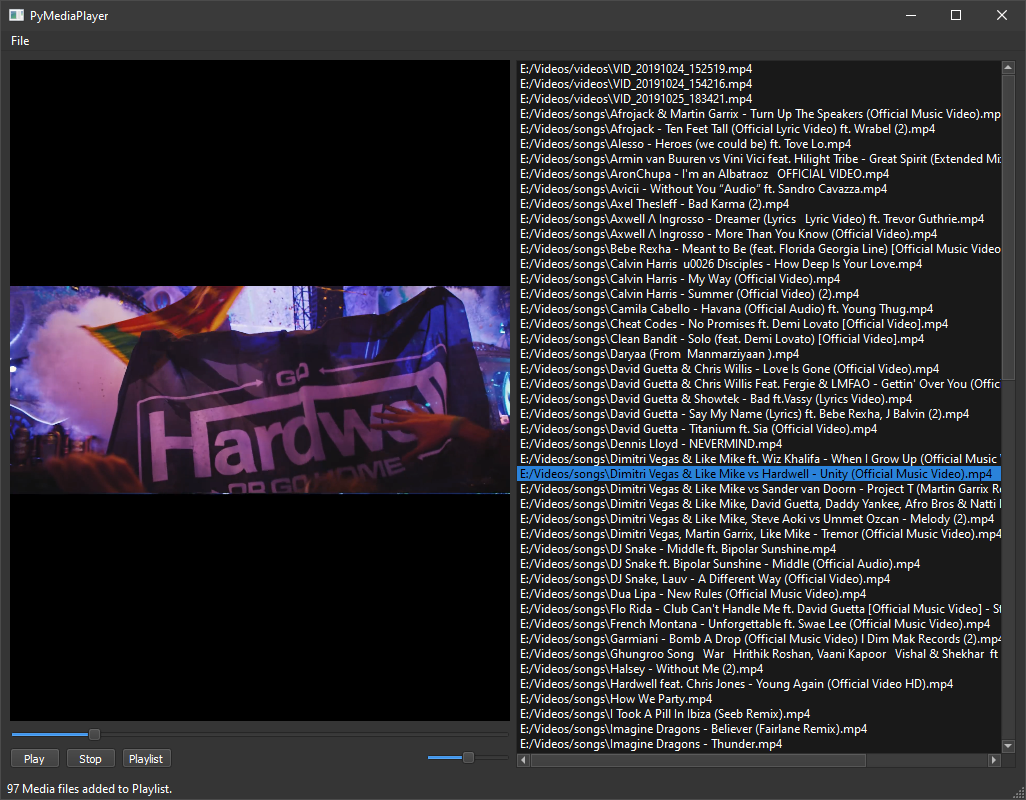 PyMediaPlayer
File
E:/Videos/videos\VID_20191024_152519.mp4
E:/Videos/videos\VID_20191024_154216.mp4
E:/Videos/videos\VID_20191025_183421.mp4
E:/Videos/songs\Afrojack & Martin Garrix - Turn Up The Speakers (Official Music Video).mp
E:/Videos/songs\Afrojack - Ten Feet Tall (Official Lyric Video) ft. Wrabel (2).mp4
E:/Videos/songs\Alesso - Heroes (we could be) ft. Tove Lo.mp4
E:/Videos/songs\Armin van Buuren vs Vini Vici feat. Hilight Tribe - Great Spirit (Extended Mi
E:/Videos/songs\AronChupa - I'm an Albatraoz   OFFICIAL VIDEO.mp4
E:/Videos/songs\Avicii - Without You “Audio” ft. Sandro Cavazza.mp4
E:/Videos/songs\Axel Thesleff - Bad Karma (2).mp4
E:/Videos/songs\Axwell Λ Ingrosso - Dreamer (Lyrics   Lyric Video) ft. Trevor Guthrie.mp4
E:/Videos/songs\Axwell Λ Ingrosso - More Than You Know (Official Video).mp4
E:/Videos/songs\Bebe Rexha - Meant to Be (feat. Florida Georgia Line) [Official Music Video
E:/Videos/songs\Calvin Harris  u0026 Disciples - How Deep Is Your Love.mp4
E:/Videos/songs\Calvin Harris - My Way (Official Video).mp4
E:/Videos/songs\Calvin Harris - Summer (Official Video) (2).mp4
E:/Videos/songs\Camila Cabello - Havana (Official Audio) ft. Young Thug.mp4
E:/Videos/songs\Cheat Codes - No Promises ft. Demi Lovato [Official Video].mp4
E:/Videos/songs\Clean Bandit - Solo (feat. Demi Lovato) [Official Video].mp4
E:/Videos/songs\Daryaa (From  Manmarziyaan ).mp4
E:/Videos/songs\David Guetta & Chris Willis - Love Is Gone (Official Video).mp4
E:/Videos/songs\David Guetta & Chris Willis Feat. Fergie & LMFAO - Gettin' Over You (Offic
E:/Videos/songs\David Guetta & Showtek - Bad ft.Vassy (Lyrics Video).mp4
E:/Videos/songs\David Guetta - Say My Name (Lyrics) ft. Bebe Rexha, J Balvin (2).mp4
E:/Videos/songs\David Guetta - Titanium ft. Sia (Official Video).mp4
E:/Videos/songs\Dennis Lloyd - NEVERMIND.mp4
E:/Videos/songs\Dimitri Vegas & Like Mike ft. Wiz Khalifa - When I Grow Up (Official Music
E:/Videos/songs\Dimitri Vegas & Like Mike vs Hardwell - Unity (Official Music Video).mp4
E:/Videos/songs\Dimitri Vegas & Like Mike vs Sander van Doorn - Project T (Martin Garrix R
E:/Videos/songs\Dimitri Vegas & Like Mike, David Guetta, Daddy Yankee, Afro Bros & Natti
E:/Videos/songs\Dimitri Vegas & Like Mike, Steve Aoki vs Ummet Ozcan - Melody (2).mp4
E:/Videos/songs\Dimitri Vegas, Martin Garrix, Like Mike - Tremor (Official Music Video).mp4
E:/Videos/songs\DJ Snake - Middle ft. Bipolar Sunshine.mp4
E:/Videos/songs\DJ Snake ft. Bipolar Sunshine - Middle (Official Audio).mp4
E:/Videos/songs\DJ Snake, Lauv - A Different Way (Official Video).mp4
E:/Videos/songs\Dua Lipa - New Rules (Official Music Video).mp4
E:/Videos/songs\Flo Rida - Club Can't Handle Me ft. David Guetta [Official Music Video] - St
E:/Videos/songs\French Montana - Unforgettable ft. Swae Lee (Official Music Video).mp4
E:/Videos/songs\Garmiani - Bomb A Drop (Official Music Video) I Dim Mak Records (2).mp4
E:/Videos/songs\Ghungroo Song   War   Hrithik Roshan, Vaani Kapoor   Vishal & Shekhar  ft
E:/Videos/songs\Halsey - Without Me (2).mp4
E:/Videos/songs\Hardwell feat. Chris Jones - Young Again (Official Video HD).mp4
E:/Videos/songs\How We Party.mp4
E:/Videos/songs\I Took A Pill In Ibiza (Seeb Remix).mp4
E:/Videos/songs\Imagine Dragons - Believer (Fairlane Remix).mp4
E:/Videos/songs\Imagine Dragons - Thunder.mp4
GO
Hardwe
OR GO HOME
Play
Stop
Playlist
97 Media files added to Playlist.